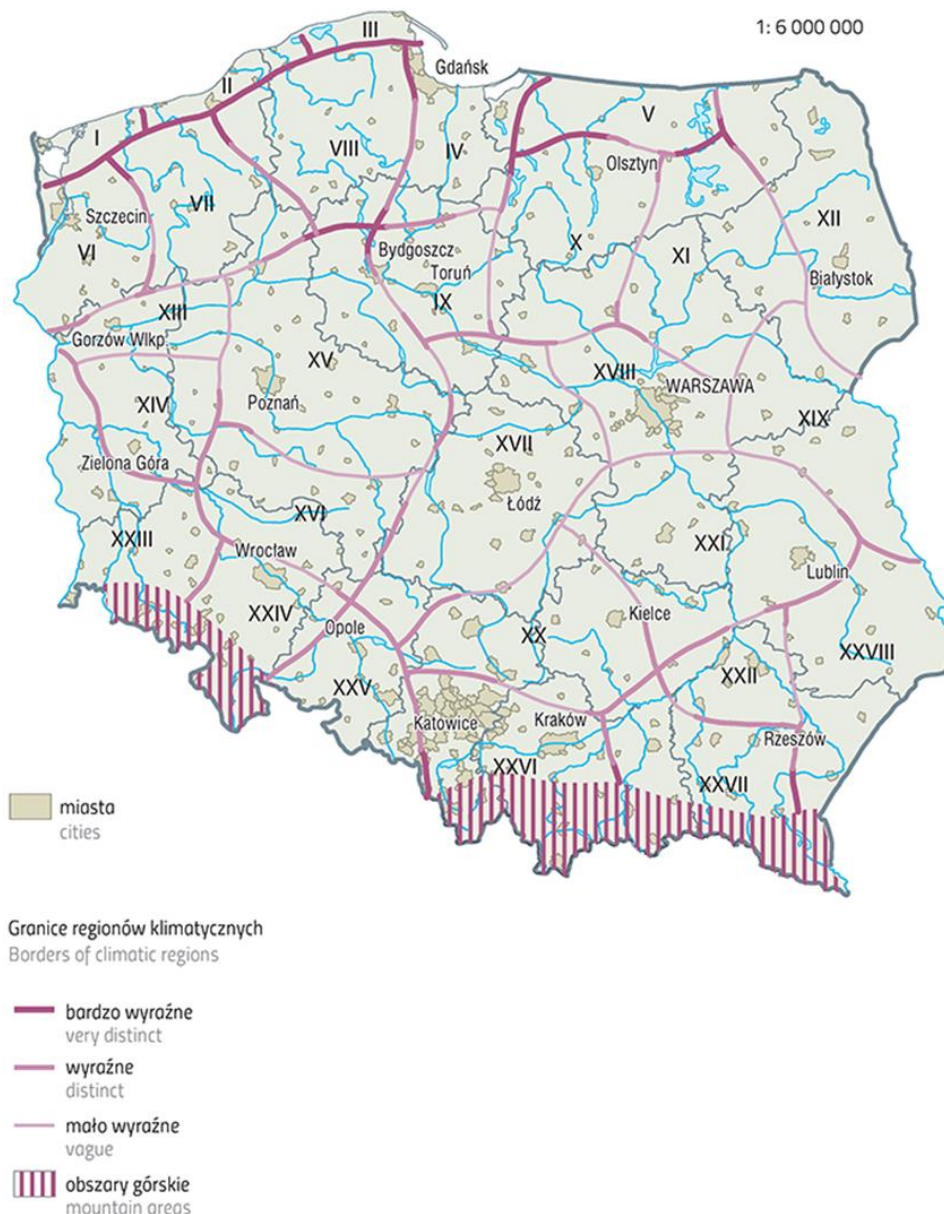 1: 6 000 000
III
Gdańsk
II
I
V
VIII
IV
Olsztyn
VII
Szczecin
XII
VI
Bydgoszcz
X
XI
Toruń
Białystok
IX
XIII
Gorzów Wlkp.
XV
XVIII
WARSZAWA
XIV
Poznań
XIX
XVII
Zielona Góra
Łódź
XVI
XXIII
XXI
Wrocław
Lublin
XXIV
Kielce
Opole
XX
XXVIII
XXII
XXV
Katowice
Kraków
Rzeszów
XXVI
XXVII
miasta
cities
Granice regionów klimatycznych
Borders of climatic regions
bardzo wyraźne
very distinct
wyraźne
distinct
mało wyraźne
vague
obszary górskie
mountain areas